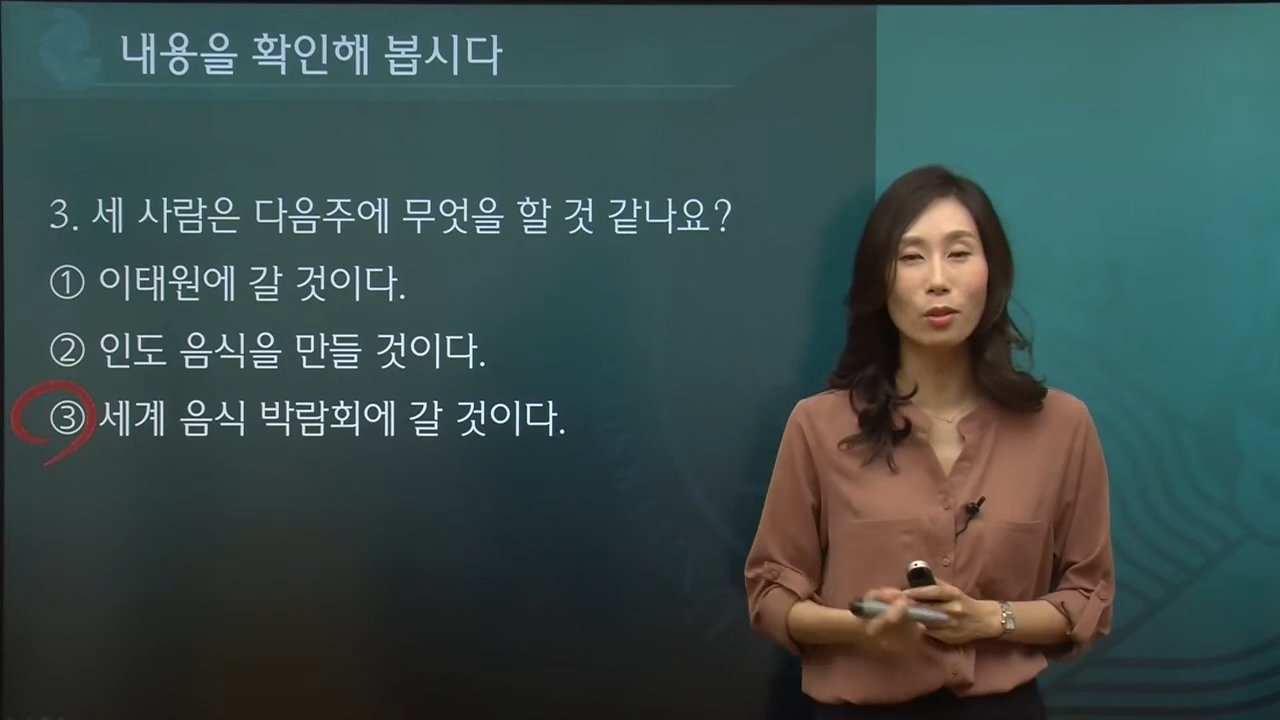 내용을 확인해 봅시다
3. 세 사람은 다음주에 무엇을 할 것 같나요?
① 이태원에 갈 것이다.
② 인도 음식을 만들 것이다.
③ 세계 음식 박람회에 갈 것이다.